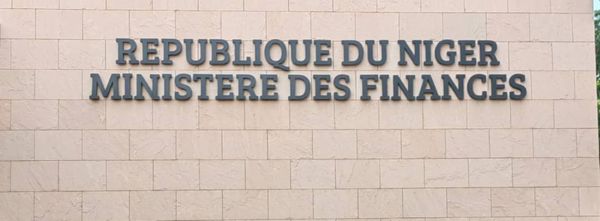 REPUBLIQUE DU NIGER
MINISTERE DES FINANCES